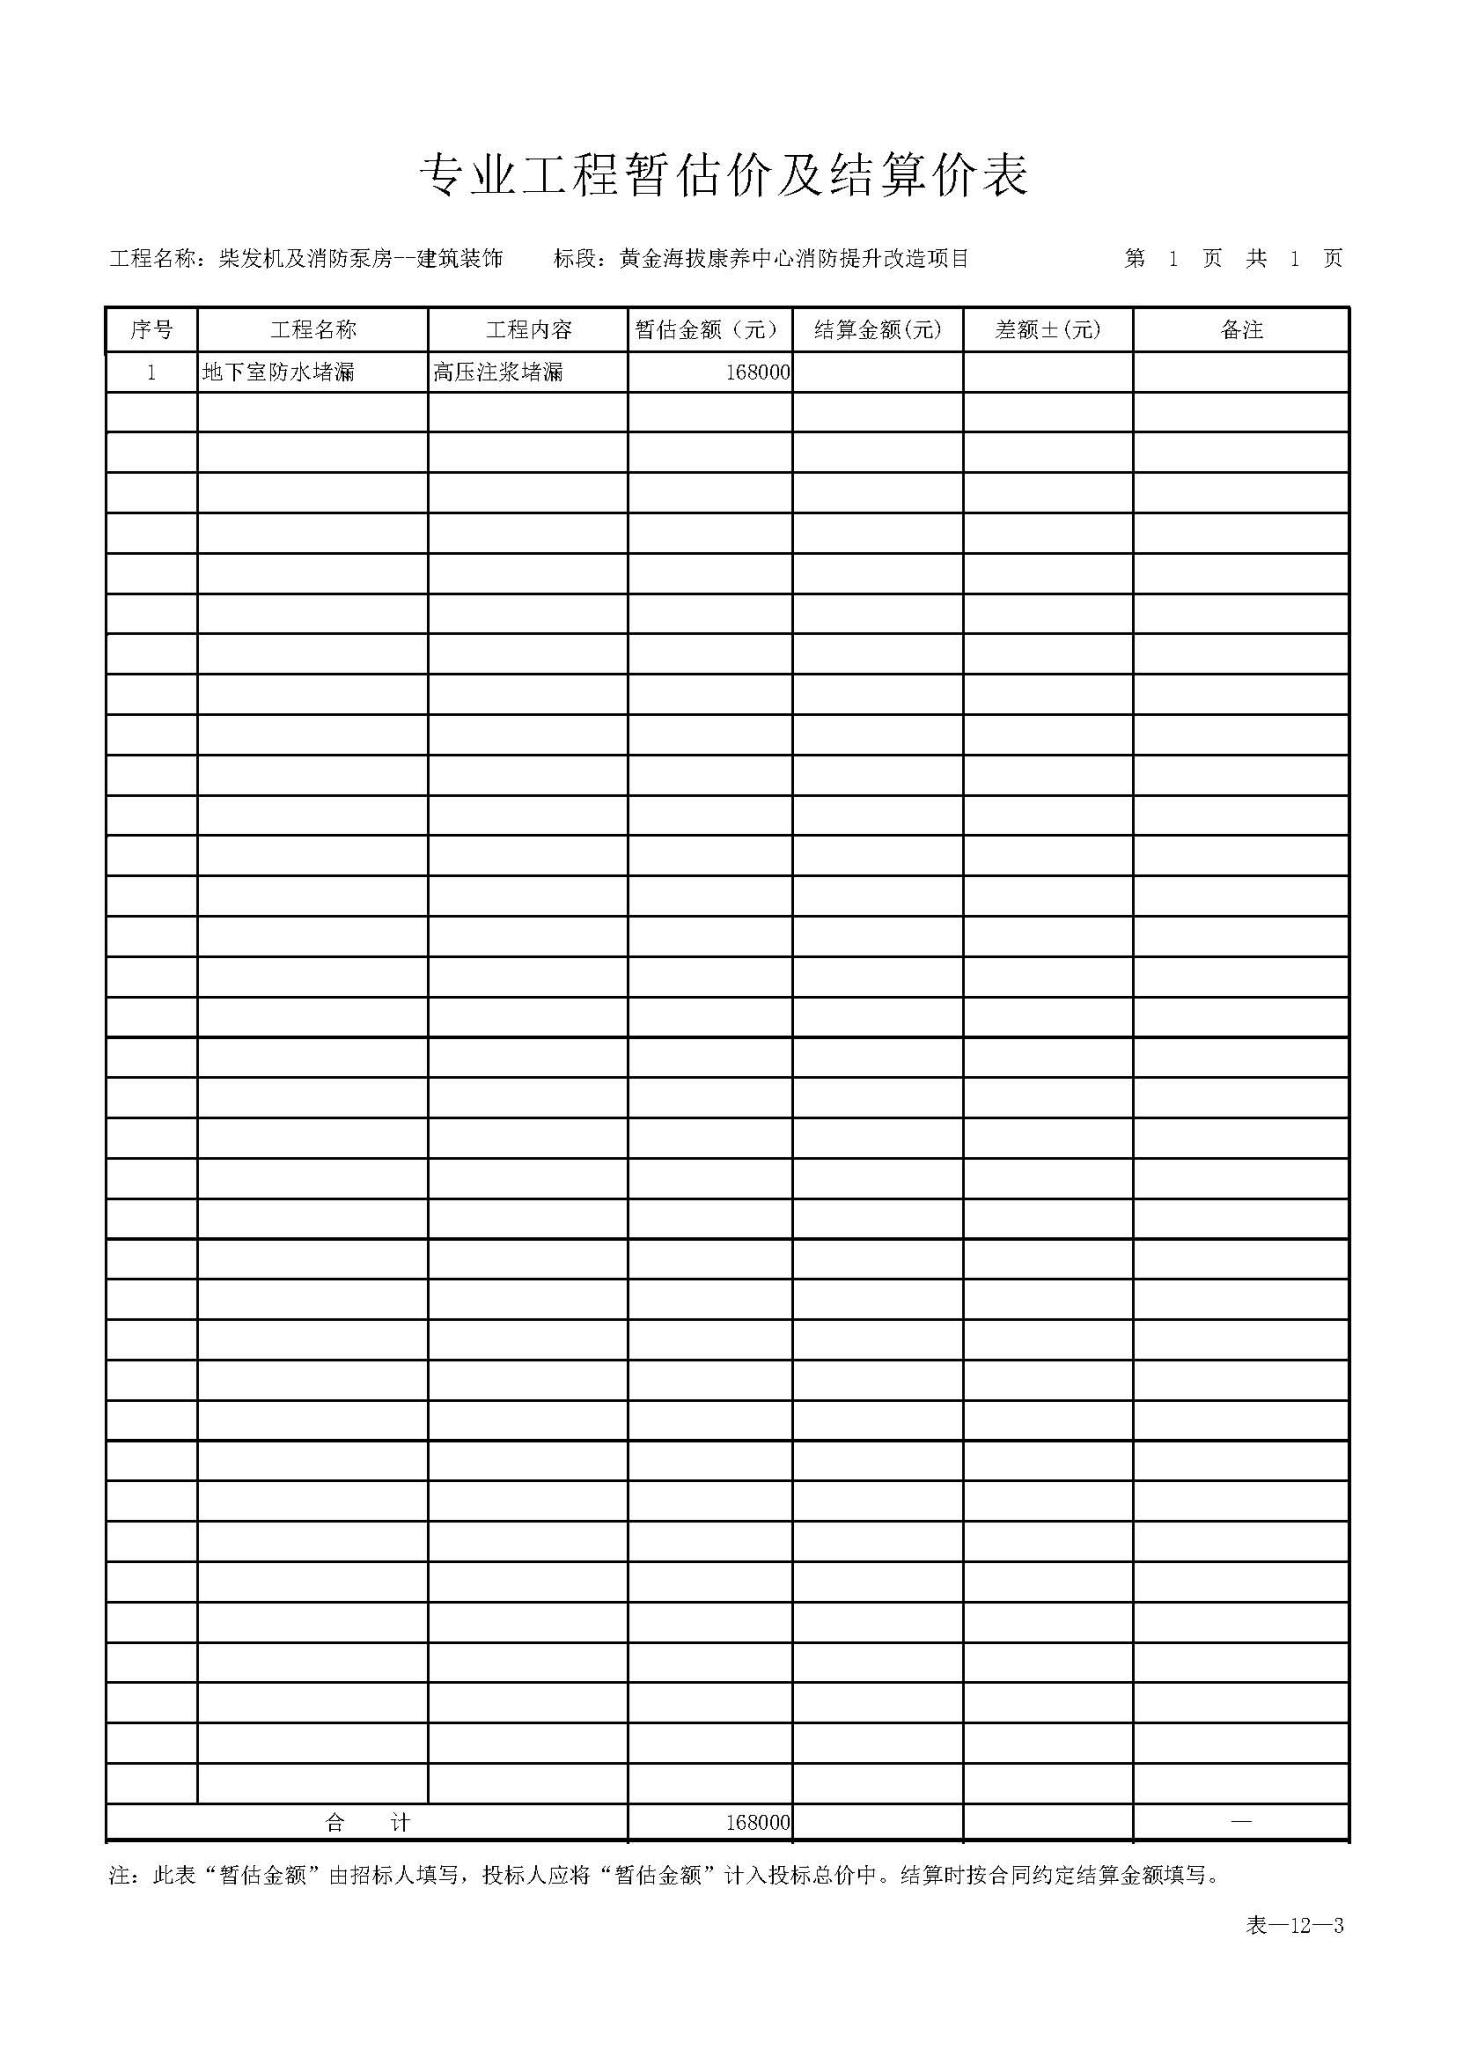 专业工程暂估价及结算价表
工程名称：柴发机及消防泵房--建筑装饰 标段：黄金海拔康养中心消防提升改造项目 第 1 页 共 1 页
序号 工程名称 工程内容 暂估金额（元） 结算金额(元) 差额±(元) 备注
1 地下室防水堵漏 高压注浆堵漏 168000
合 计 168000 —
注：此表“暂估金额”由招标人填写，投标人应将“暂估金额”计入投标总价中。结算时按合同约定结算金额填写。
表—12—3